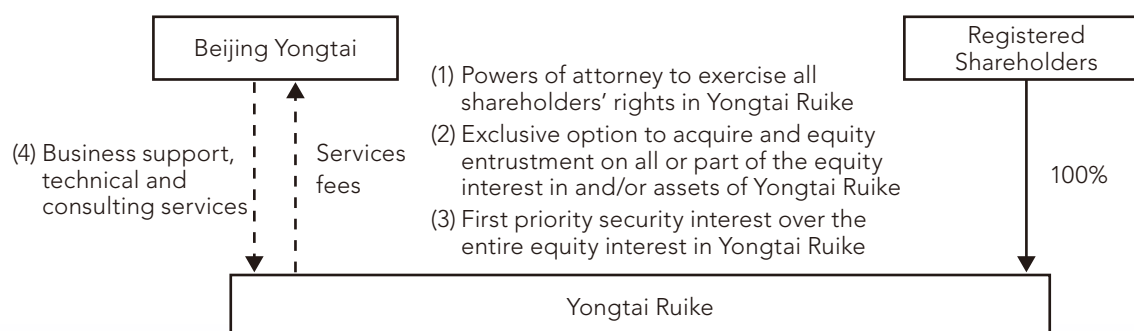 Beijing Yongtai
Registered
Shareholders
(1) Powers of attorney to exercise all
shareholders’ rights in Yongtai Ruike
(2) Exclusive option to acquire and equity
entrustment on all or part of the equity
interest in and/or assets of Yongtai Ruike
(3) First priority security interest over the
entire equity interest in Yongtai Ruike
(4) Business support,
technical and
consulting services
Services
fees
100%
Yongtai Ruike